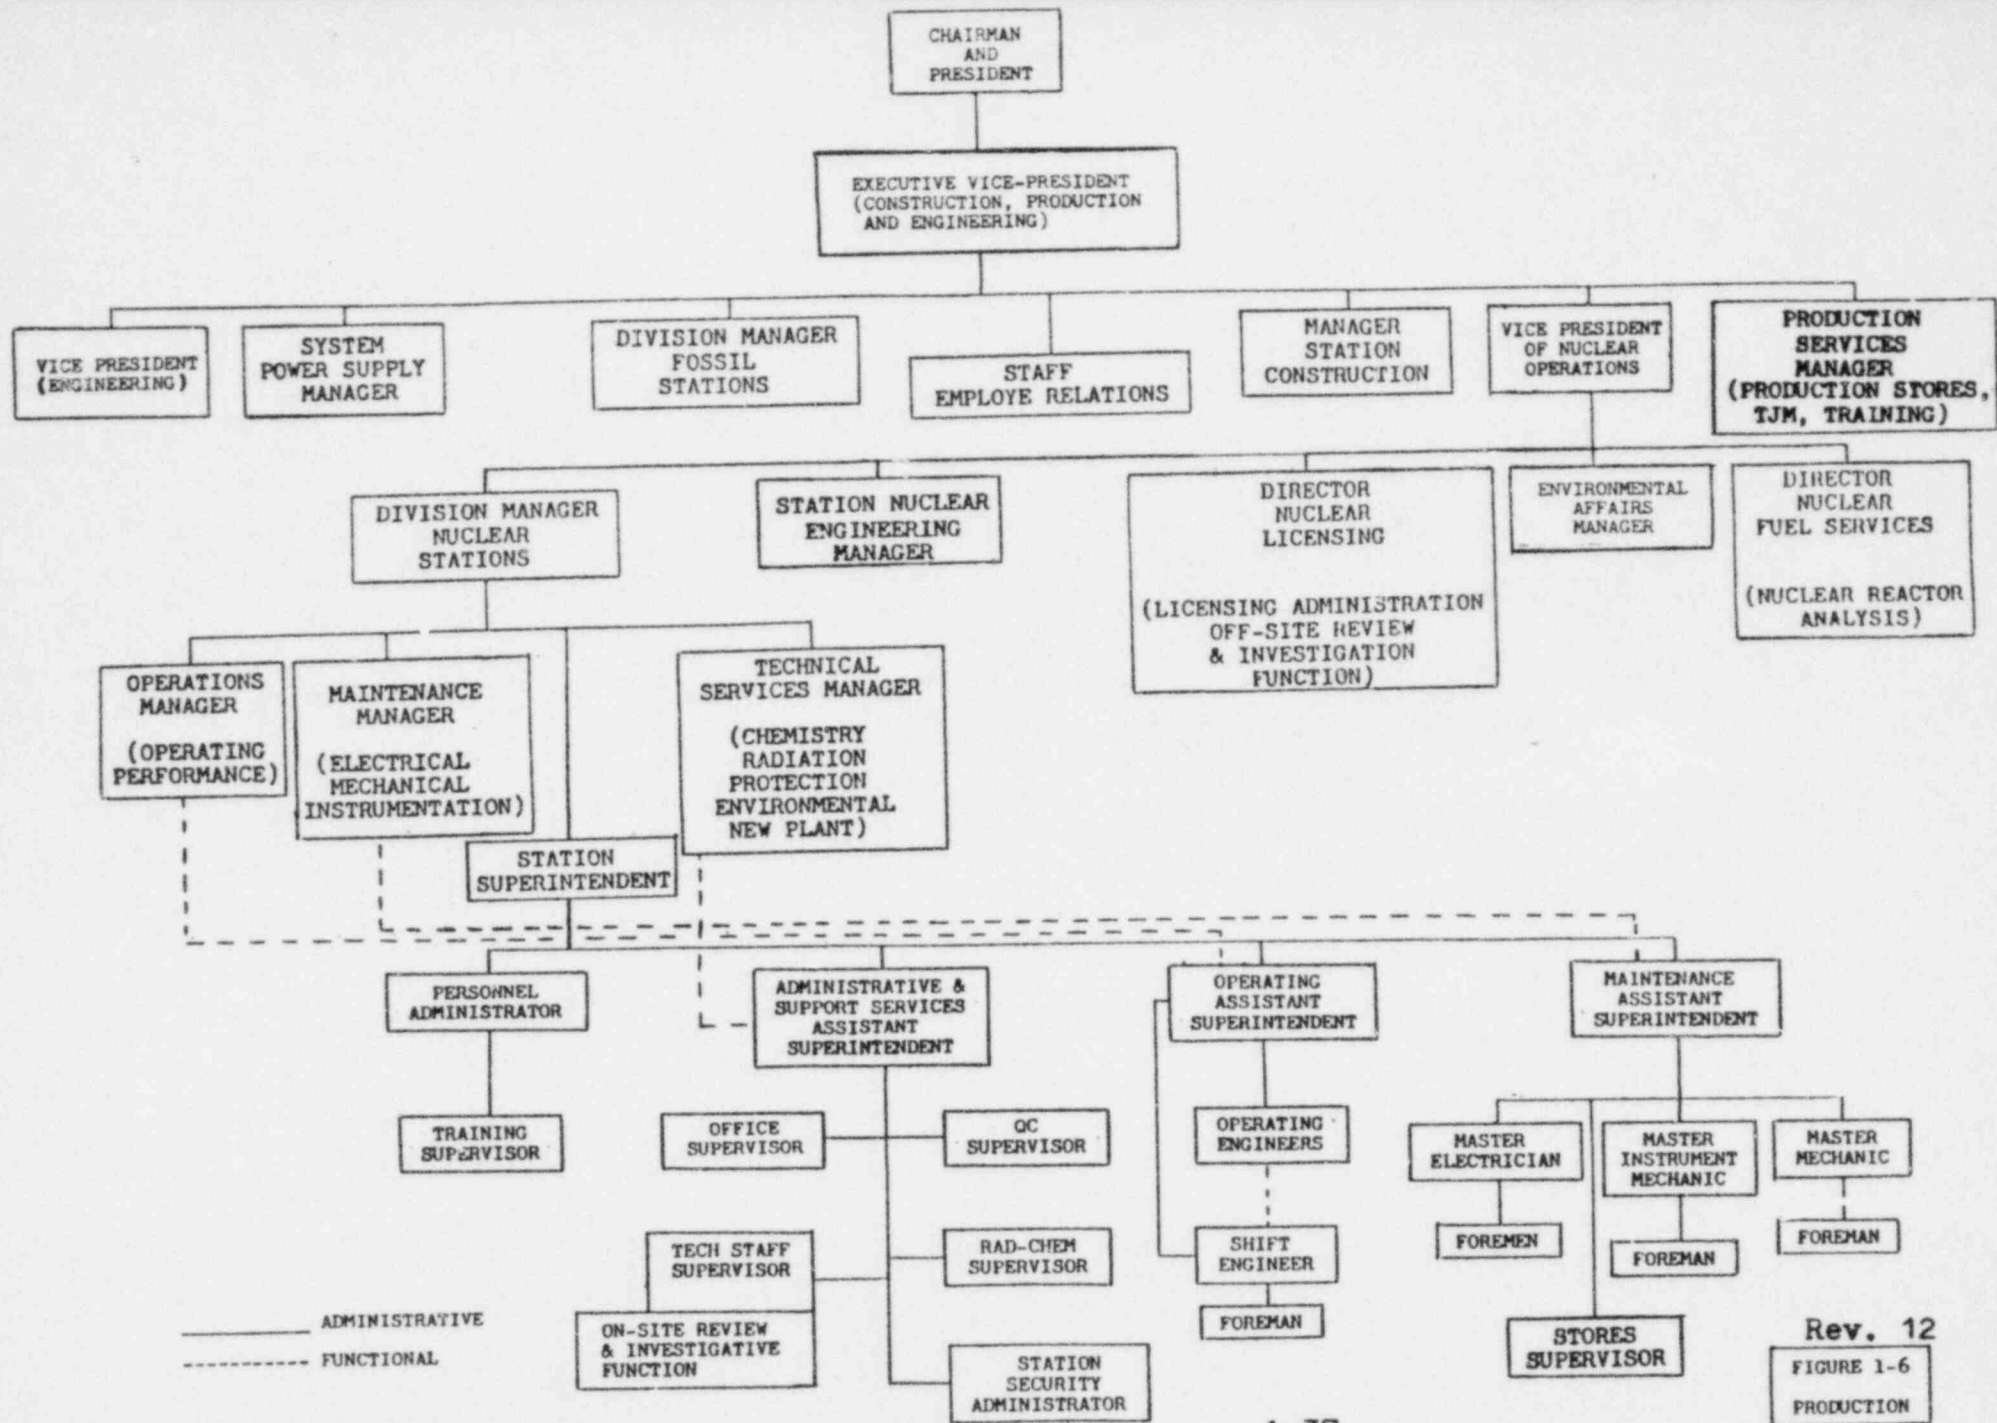 CHAIRMAN
AND
PRESIDENT
EXECUTIVE VICE-PRESIDENT
(CONSTRUCTION, PRODUCTION
AND ENGINEERING)
VICE PRESIDENT
(ENGINEERING)
SYSTEM
POWER SUPPLY
MANAGER
DIVISION MANAGER
FOSSIL
STATIONS
STAFF
EMPLOYE RELATIONS
MANAGER
STATION
CONSTRUCTION
VICE PRESIDENT
OF NUCLEAR
OPERATIONS
PRODUCTION
SERVICES
MANAGER
(PRODUCTION STORES,
TJM, TRAINING)
DIVISION MANAGER
NUCLEAR
STATIONS
STATION NUCLEAR
ENGINEERING
MANAGER
DIRECTOR
NUCLEAR
LICENSING
(LICENSING ADMINISTRATION
OFF-SITE REVIEW
& INVESTIGATION
FUNCTION)
ENVIRONMENTAL
AFFAIRS
MANAGER
DIRECTOR
NUCLEAR
FUEL SERVICES
(NUCLEAR REACTOR
ANALYSIS)
OPERATIONS
MANAGER
(OPERATING
PERFORMANCE)
MAINTENANCE
MANAGER
(ELECTRICAL
MECHANICAL
INSTRUMENTATION)
TECHNICAL
SERVICES MANAGER
(CHEMISTRY
RADIATION
PROTECTION
ENVIRONMENTAL
NEW PLANT)
STATION
SUPERINTENDENT
PERSONNEL
ADMINISTRATOR
ADMINISTRATIVE &
SUPPORT SERVICES
ASSISTANT
SUPERINTENDENT
OPERATING
ASSISTANT
SUPERINTENDENT
MAINTENANCE
ASSISTANT
SUPERINTENDENT
TRAINING
SUPERVISOR
OFFICE
SUPERVISOR
QC
SUPERVISOR
OPERATING
ENGINEERS
MASTER
ELECTRICIAN
MASTER
INSTRUMENT
MECHANIC
MASTER
MECHANIC
TECH STAFF
SUPERVISOR
RAD-CHEM
SUPERVISOR
SHIFT
ENGINEER
FOREMEN
FOREMAN
FOREMAN
ON-SITE REVIEW
& INVESTIGATIVE
FUNCTION
FOREMAN
STATION
SECURITY
ADMINISTRATOR
STORES
SUPERVISOR
ADMINISTRATIVE
FUNCTIONAL
Rev. 12
FIGURE 1-6
PRODUCTION